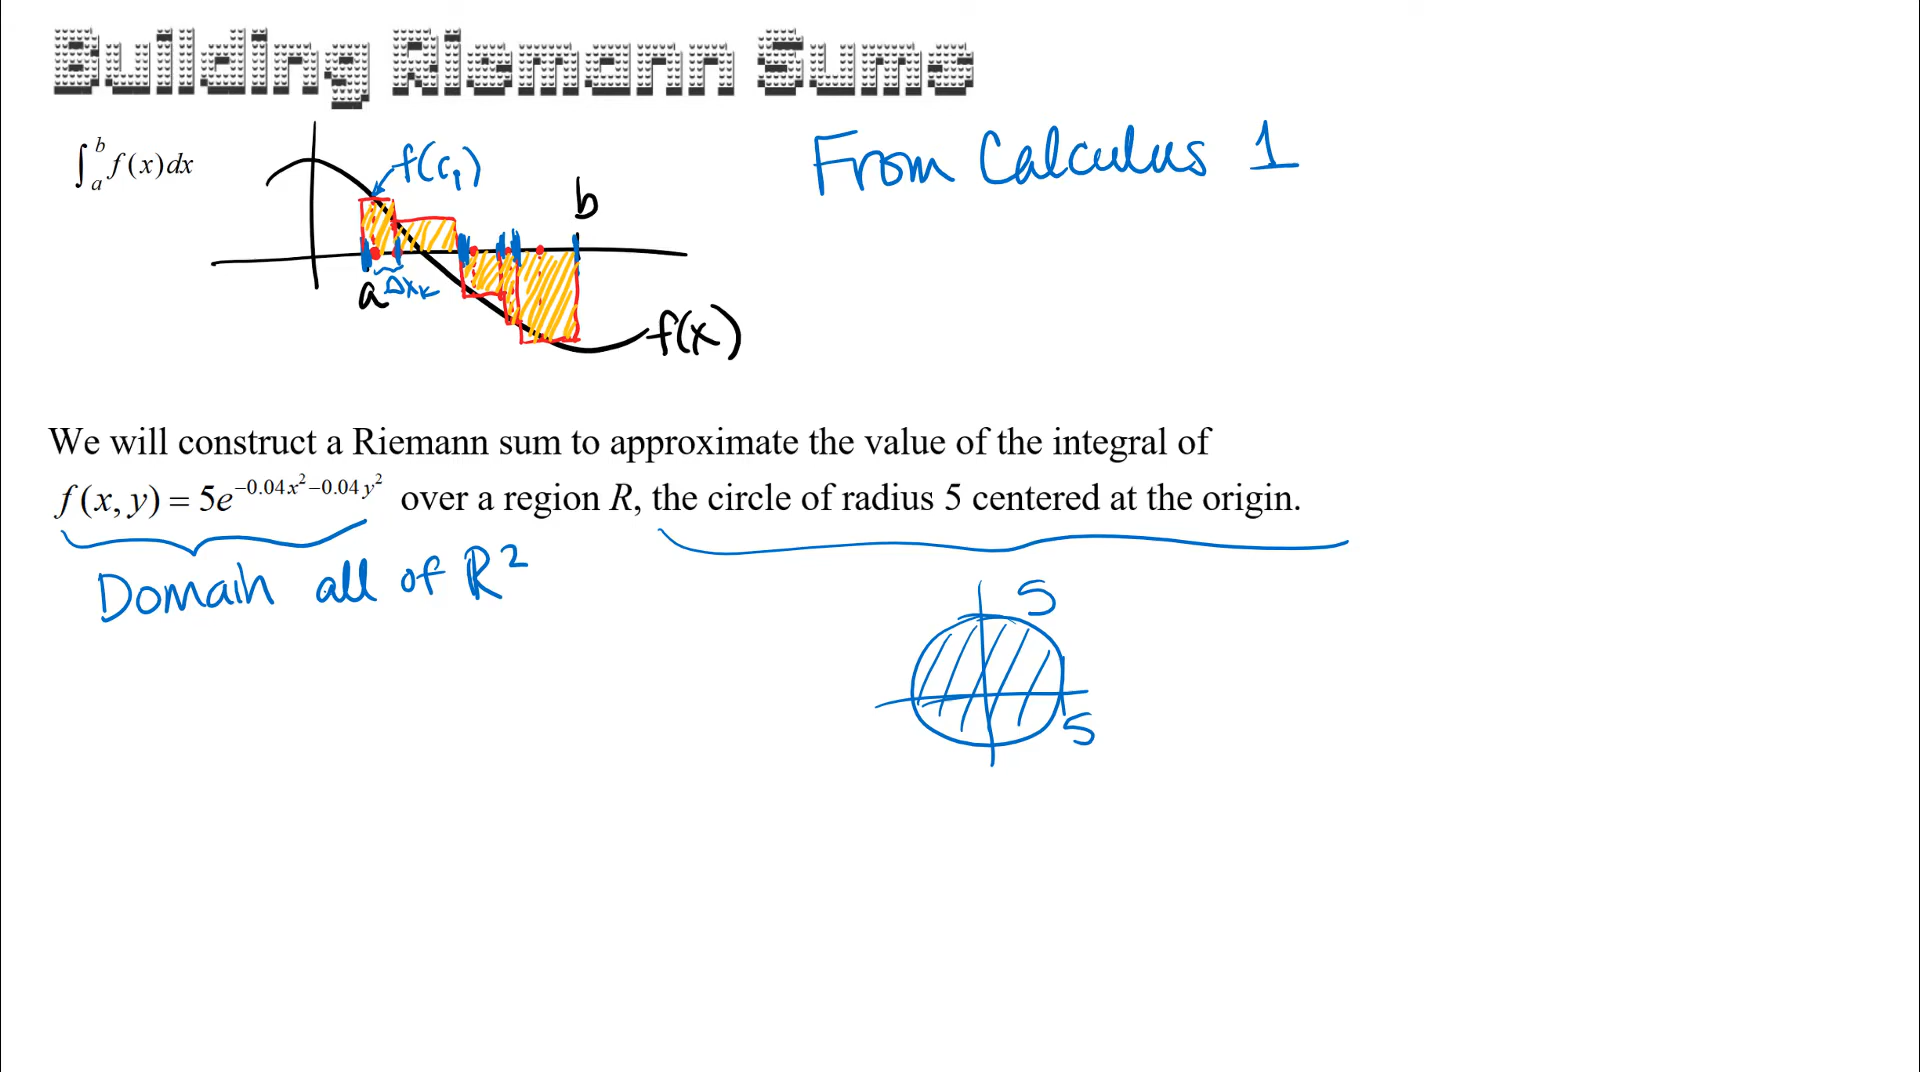 Building Riemann Sums
∫_a^b f(x)dx
From Calculus 1
f(c₁)
b
a Δxₖ
f(x)
We will construct a Riemann sum to approximate the value of the integral of
f(x, y) = 5e^{−0.04x²−0.04y²} over a region R, the circle of radius 5 centered at the origin.
Domain all of ℝ²
5
5